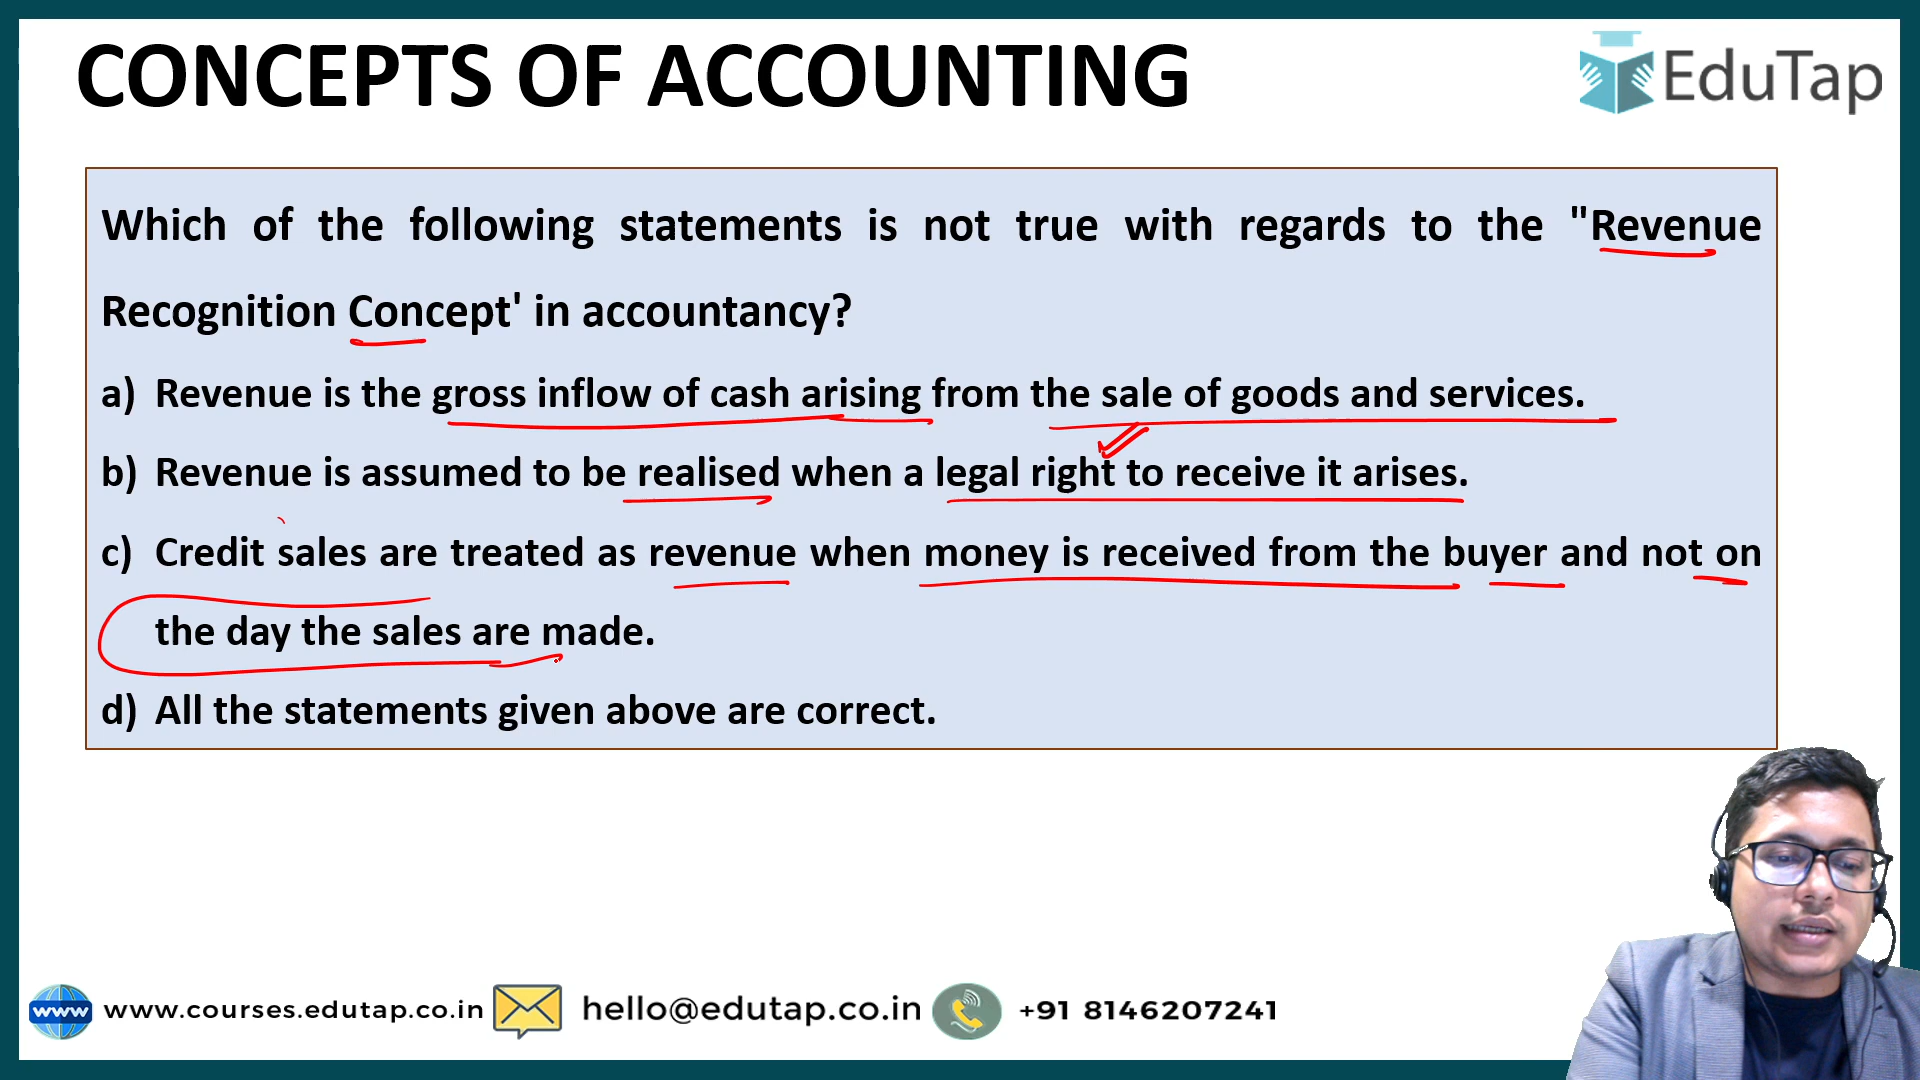 CONCEPTS OF ACCOUNTING
EduTap
Which of the following statements is not true with regards to the "Revenue
Recognition Concept' in accountancy?
a) Revenue is the gross inflow of cash arising from the sale of goods and services.
b) Revenue is assumed to be realised when a legal right to receive it arises.
c) Credit sales are treated as revenue when money is received from the buyer and not on
the day the sales are made.
d) All the statements given above are correct.
www www.courses.edutap.co.in hello@edutap.co.in +91 8146207241